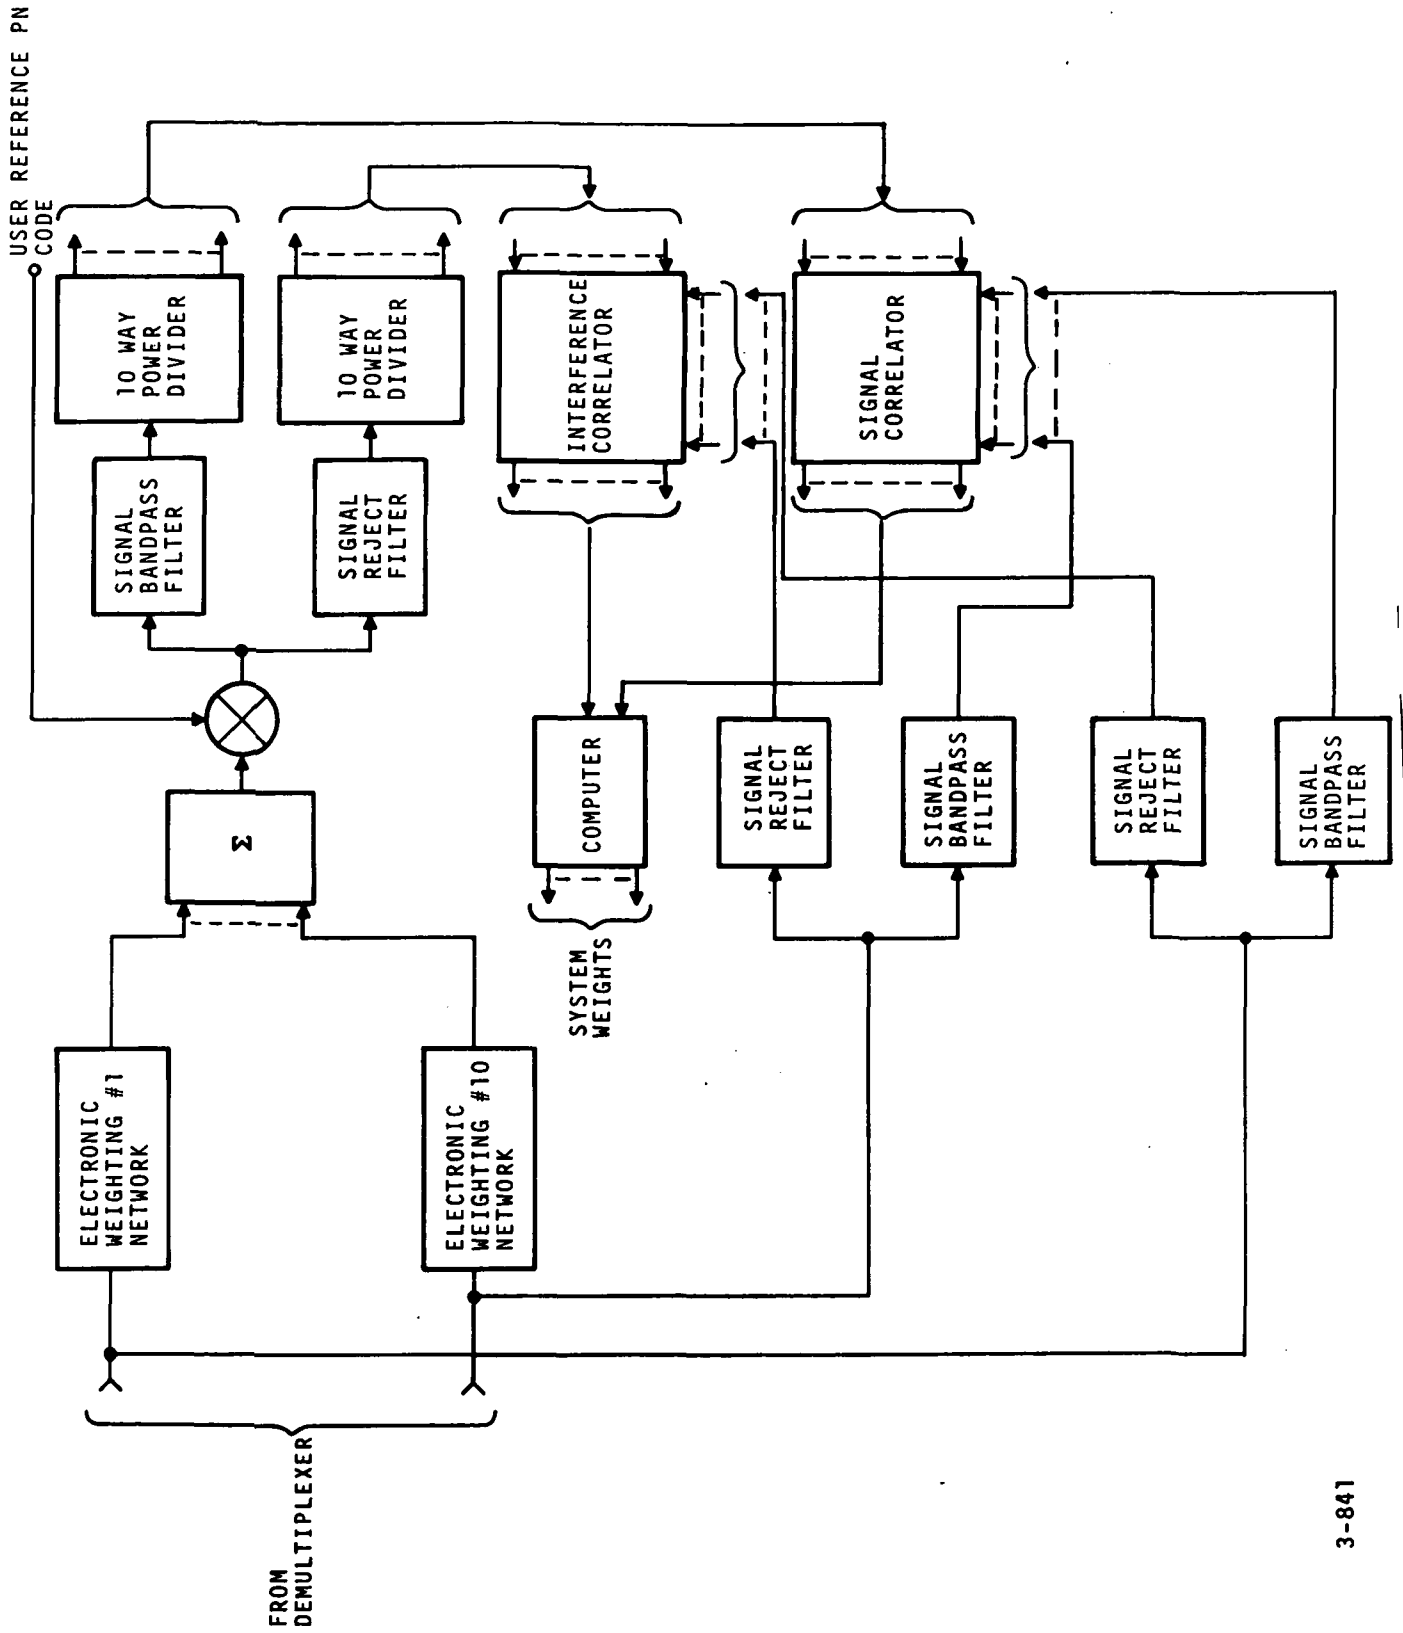 USER REFERENCE PN
CODE
10 WAY
POWER
DIVIDER
10 WAY
POWER
DIVIDER
INTERFERENCE
CORRELATOR
SIGNAL
CORRELATOR
SIGNAL
BANDPASS
FILTER
SIGNAL
REJECT
FILTER
Σ
COMPUTER
SIGNAL
REJECT
FILTER
SIGNAL
BANDPASS
FILTER
SIGNAL
REJECT
FILTER
SIGNAL
BANDPASS
FILTER
SYSTEM
WEIGHTS
ELECTRONIC
WEIGHTING #1
NETWORK
ELECTRONIC
WEIGHTING #10
NETWORK
FROM
DEMULTIPLEXER
3-841